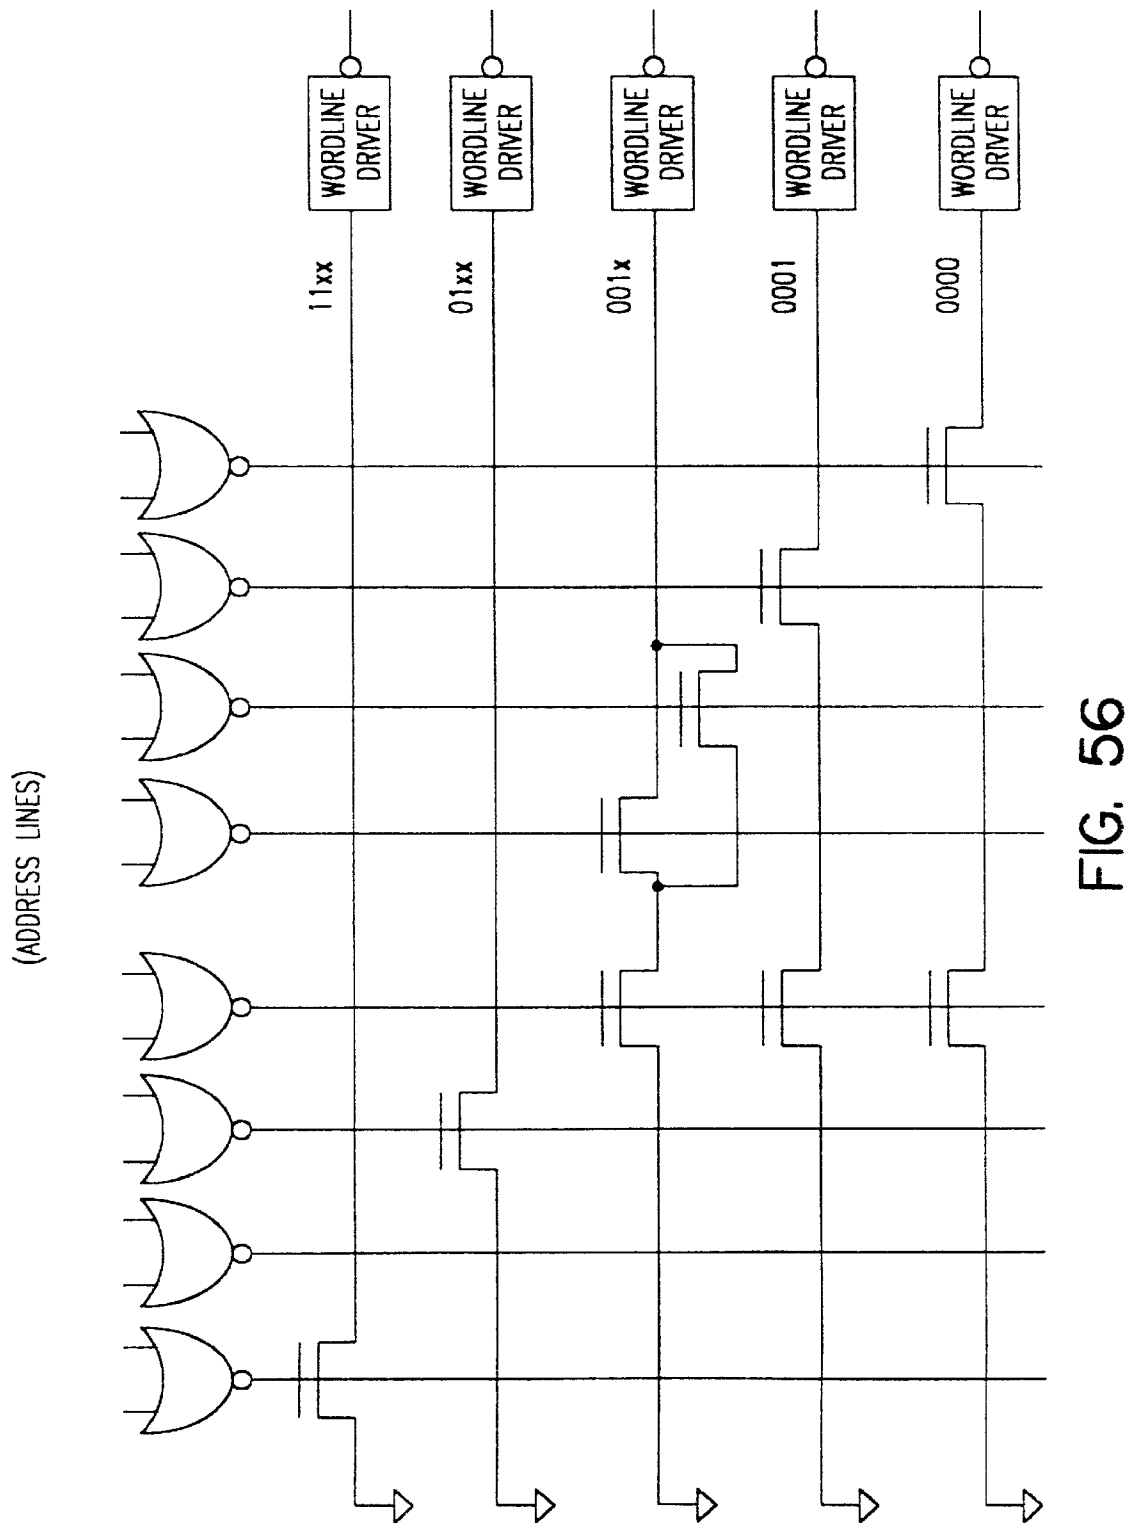 (ADDRESS LINES)
11xx
WORDLINE
DRIVER
01xx
WORDLINE
DRIVER
001x
WORDLINE
DRIVER
0001
WORDLINE
DRIVER
0000
WORDLINE
DRIVER
FIG. 56